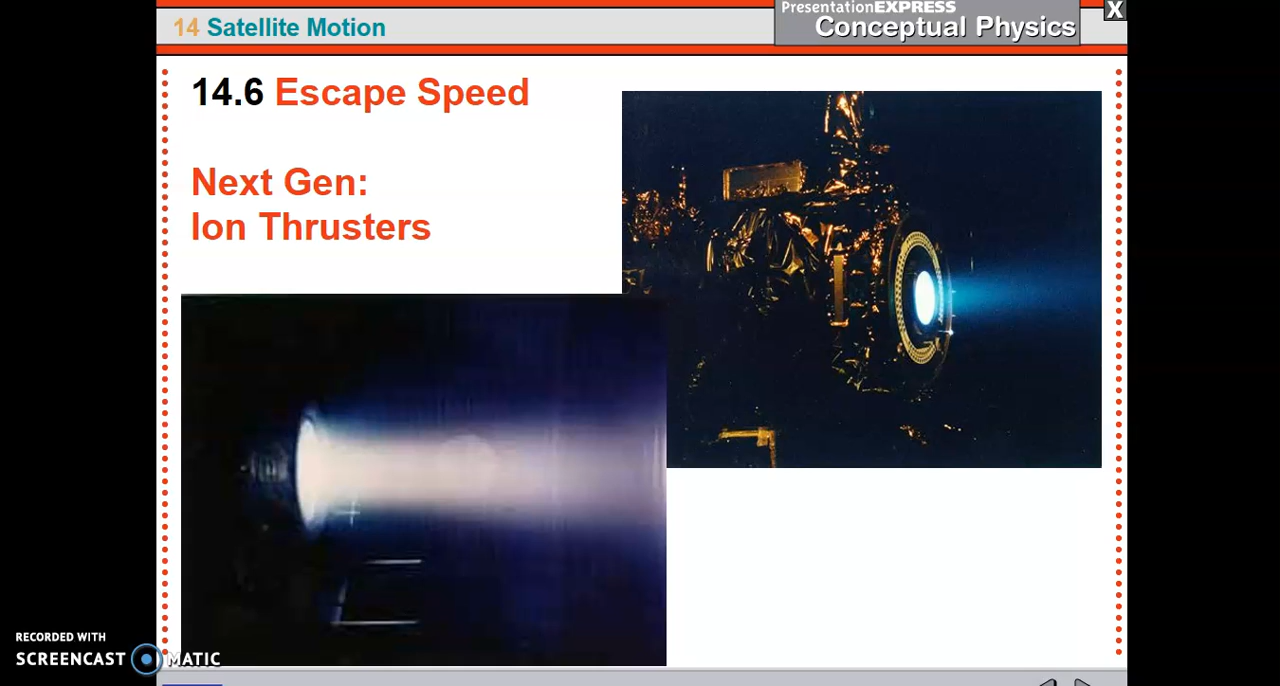 14 Satellite Motion
PresentationEXPRESS
Conceptual Physics
X
14.6 Escape Speed
Next Gen:
Ion Thrusters
RECORDED WITH
SCREENCAST MATIC